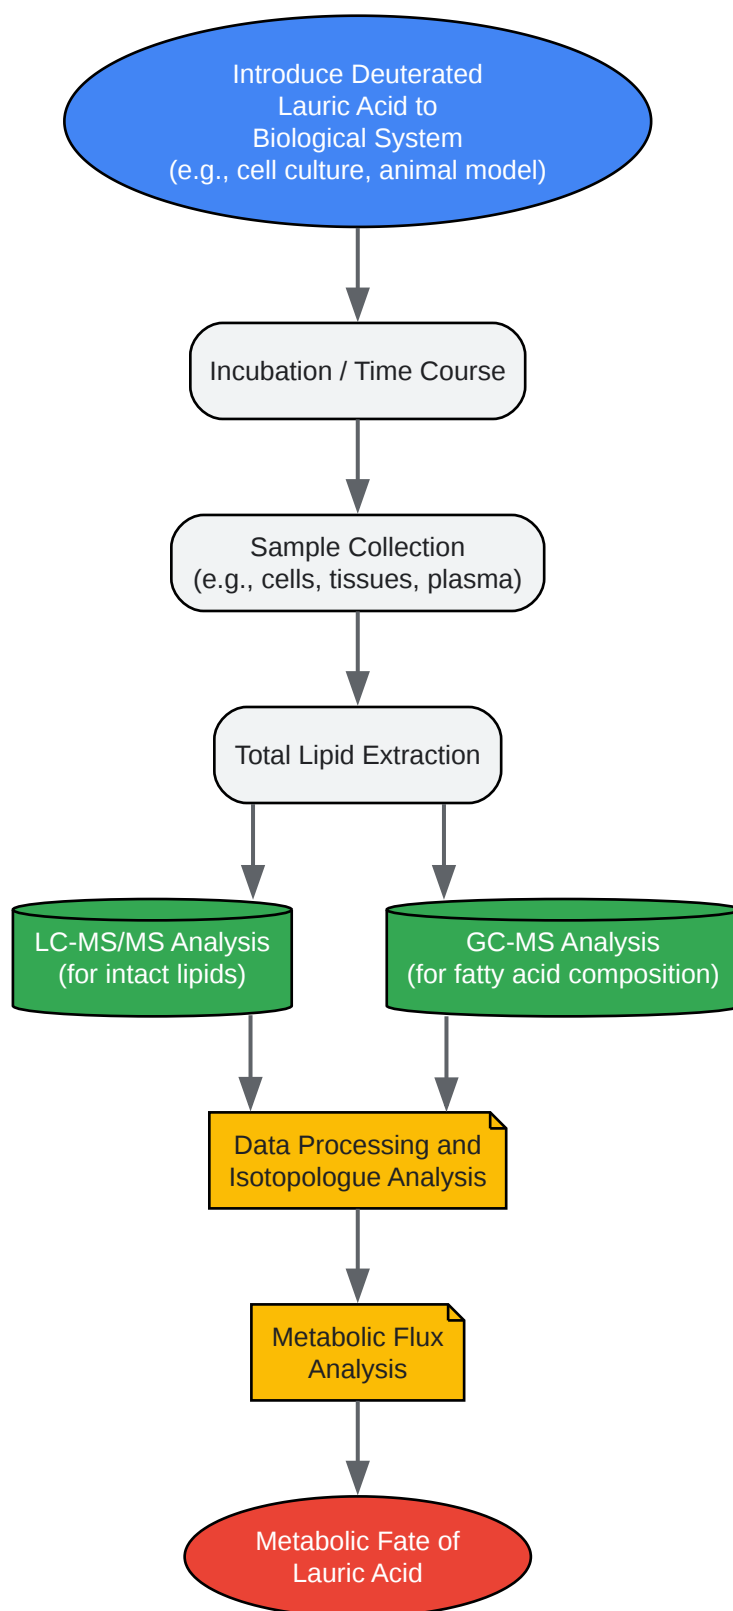 Introduce Deuterated
Lauric Acid to
Biological System
(e.g., cell culture, animal model)
Incubation / Time Course
Sample Collection
(e.g., cells, tissues, plasma)
Total Lipid Extraction
LC-MS/MS Analysis
(for intact lipids)
GC-MS Analysis
(for fatty acid composition)
Data Processing and
Isotopologue Analysis
Metabolic Flux
Analysis
Metabolic Fate of
Lauric Acid